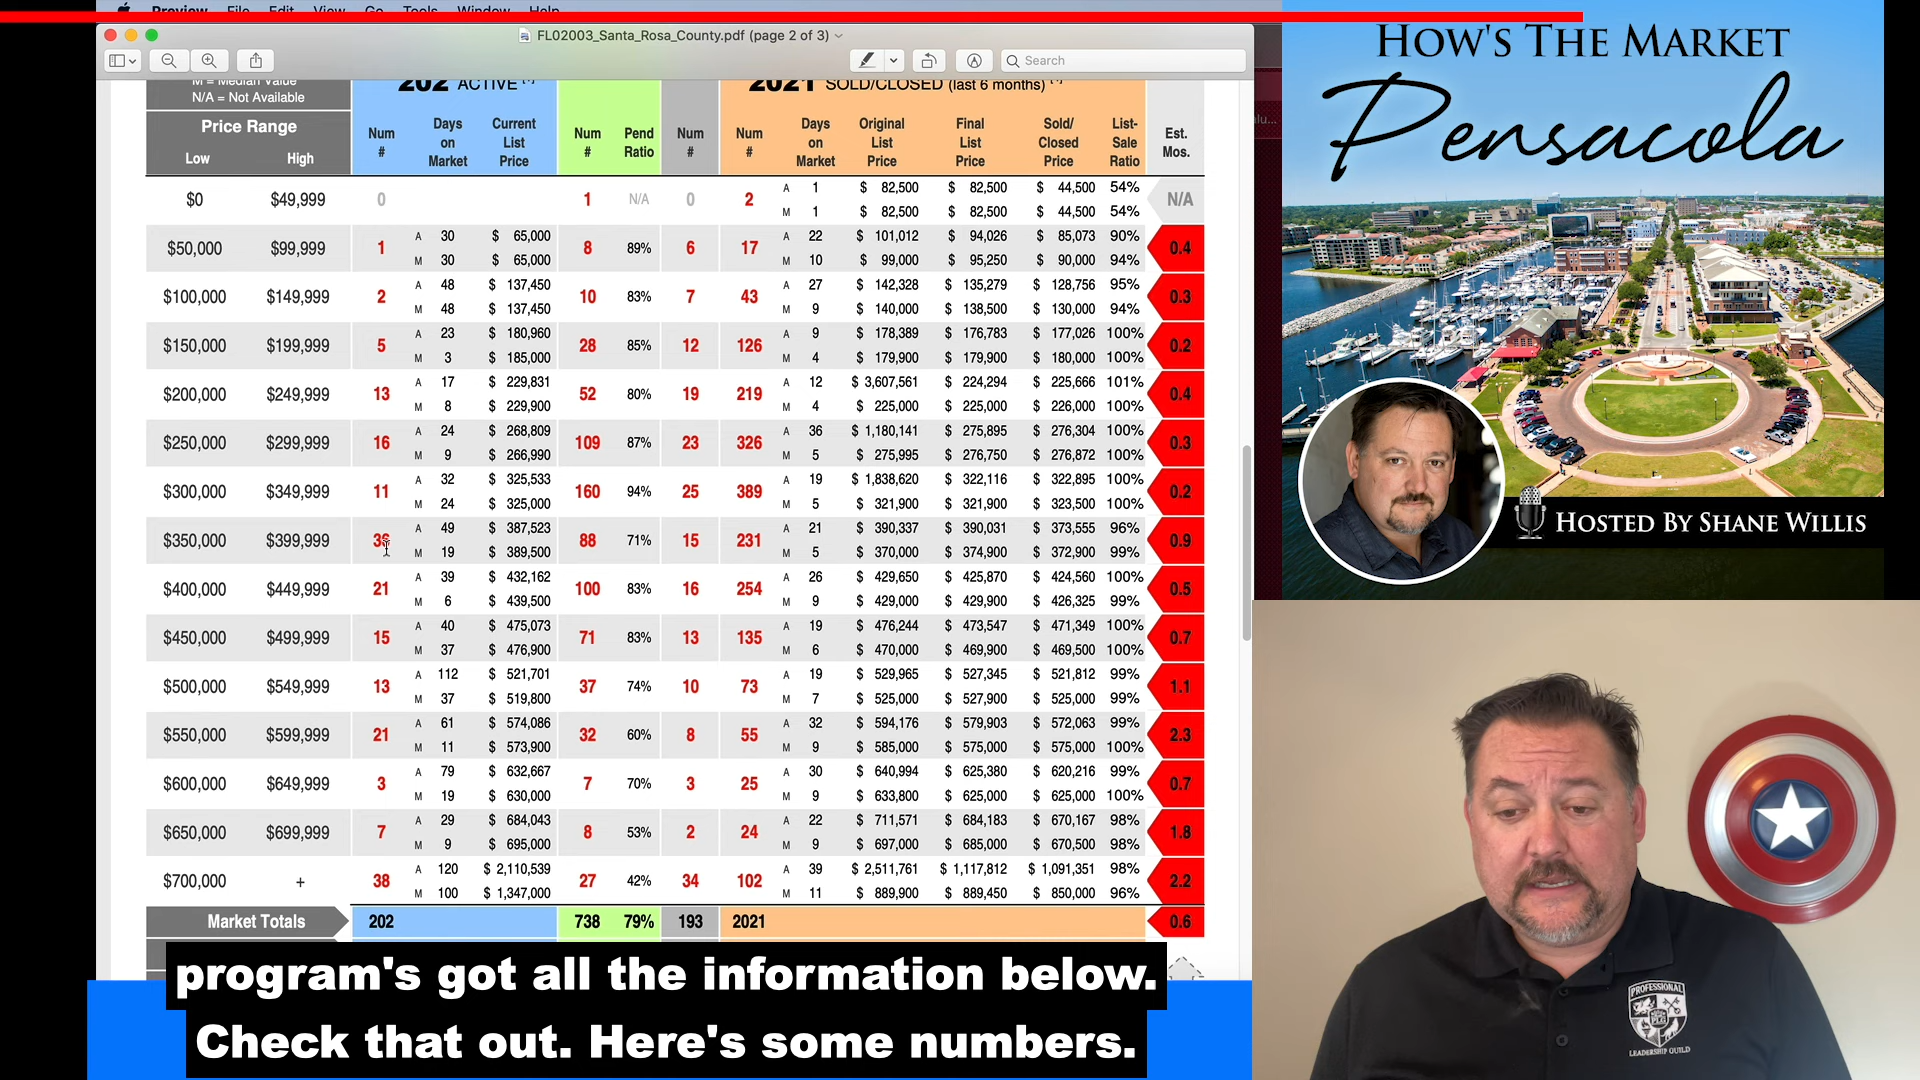 Preview File Edit View Go Tools Window Help
FL02003_Santa_Rosa_County.pdf (page 2 of 3)
Search
M = Median Value
N/A = Not Available
202 ACTIVE
2021 SOLD/CLOSED (last 6 months)
Price Range
Low High
Num # Days on Market Current List Price Num # Pend Ratio Num # Num # Days on Market Original List Price Final List Price Sold/ Closed Price List- Sale Ratio Est. Mos.
$0 $49,999 0 1 N/A 0 2 A 1 $ 82,500 $ 82,500 $ 44,500 54% N/A
M 1 $ 82,500 $ 82,500 $ 44,500 54%
$50,000 $99,999 1 A 30 $ 65,000 8 89% 6 17 A 22 $ 101,012 $ 94,026 $ 85,073 90% 0.4
M 30 $ 65,000 M 10 $ 99,000 $ 95,250 $ 90,000 94%
$100,000 $149,999 2 A 48 $ 137,450 10 83% 7 43 A 27 $ 142,328 $ 135,279 $ 128,756 95% 0.3
M 48 $ 137,450 M 9 $ 140,000 $ 138,500 $ 130,000 94%
$150,000 $199,999 5 A 23 $ 180,960 28 85% 12 126 A 9 $ 178,389 $ 176,783 $ 177,026 100% 0.2
M 3 $ 185,000 M 4 $ 179,900 $ 179,900 $ 180,000 100%
$200,000 $249,999 13 A 17 $ 229,831 52 80% 19 219 A 12 $ 3,607,561 $ 224,294 $ 225,666 101% 0.4
M 8 $ 229,900 M 4 $ 225,000 $ 225,000 $ 226,000 100%
$250,000 $299,999 16 A 24 $ 268,809 109 87% 23 326 A 36 $ 1,180,141 $ 275,895 $ 276,304 100% 0.3
M 9 $ 266,990 M 5 $ 275,995 $ 276,750 $ 276,872 100%
$300,000 $349,999 11 A 32 $ 325,533 160 94% 25 389 A 19 $ 1,838,620 $ 322,116 $ 322,895 100% 0.2
M 24 $ 325,000 M 5 $ 321,900 $ 321,900 $ 323,500 100%
$350,000 $399,999 A 49 $ 387,523 88 71% 15 231 A 21 $ 390,337 $ 390,031 $ 373,555 96% 0.9
M 19 $ 389,500 M 5 $ 370,000 $ 374,900 $ 372,900 99%
$400,000 $449,999 21 A 39 $ 432,162 100 83% 16 254 A 26 $ 429,650 $ 425,870 $ 424,560 100% 0.5
M 6 $ 439,500 M 9 $ 429,000 $ 429,900 $ 426,325 99%
$450,000 $499,999 15 A 40 $ 475,073 71 83% 13 135 A 19 $ 476,244 $ 473,547 $ 471,349 100% 0.7
M 37 $ 476,900 M 6 $ 470,000 $ 469,900 $ 469,500 100%
$500,000 $549,999 13 A 112 $ 521,701 37 74% 10 73 A 19 $ 529,965 $ 527,345 $ 521,812 99% 1.1
M 37 $ 519,800 M 7 $ 525,000 $ 527,900 $ 525,000 99%
$550,000 $599,999 21 A 61 $ 574,086 32 60% 8 55 A 32 $ 594,176 $ 579,903 $ 572,063 99% 2.3
M 11 $ 573,900 M 9 $ 585,000 $ 575,000 $ 575,000 100%
$600,000 $649,999 3 A 79 $ 632,667 7 70% 3 25 A 30 $ 640,994 $ 625,380 $ 620,216 99% 0.7
M 19 $ 630,000 M 9 $ 633,800 $ 625,000 $ 625,000 100%
$650,000 $699,999 7 A 29 $ 684,043 8 53% 2 24 A 22 $ 711,571 $ 684,183 $ 670,167 98% 1.8
M 9 $ 695,000 M 9 $ 697,000 $ 685,000 $ 670,500 98%
$700,000 + 38 A 120 $ 2,110,539 27 42% 34 102 A 39 $ 2,511,761 $ 1,117,812 $ 1,091,351 98% 2.2
M 100 $ 1,347,000 M 11 $ 889,900 $ 889,450 $ 850,000 96%
Market Totals 202 738 79% 193 2021 0.6
program's got all the information below.
Check that out. Here's some numbers.
HOW'S THE MARKET
Pensacola
HOSTED BY SHANE WILLIS
PROFESSIONAL
PLG
LEADERSHIP GUILD